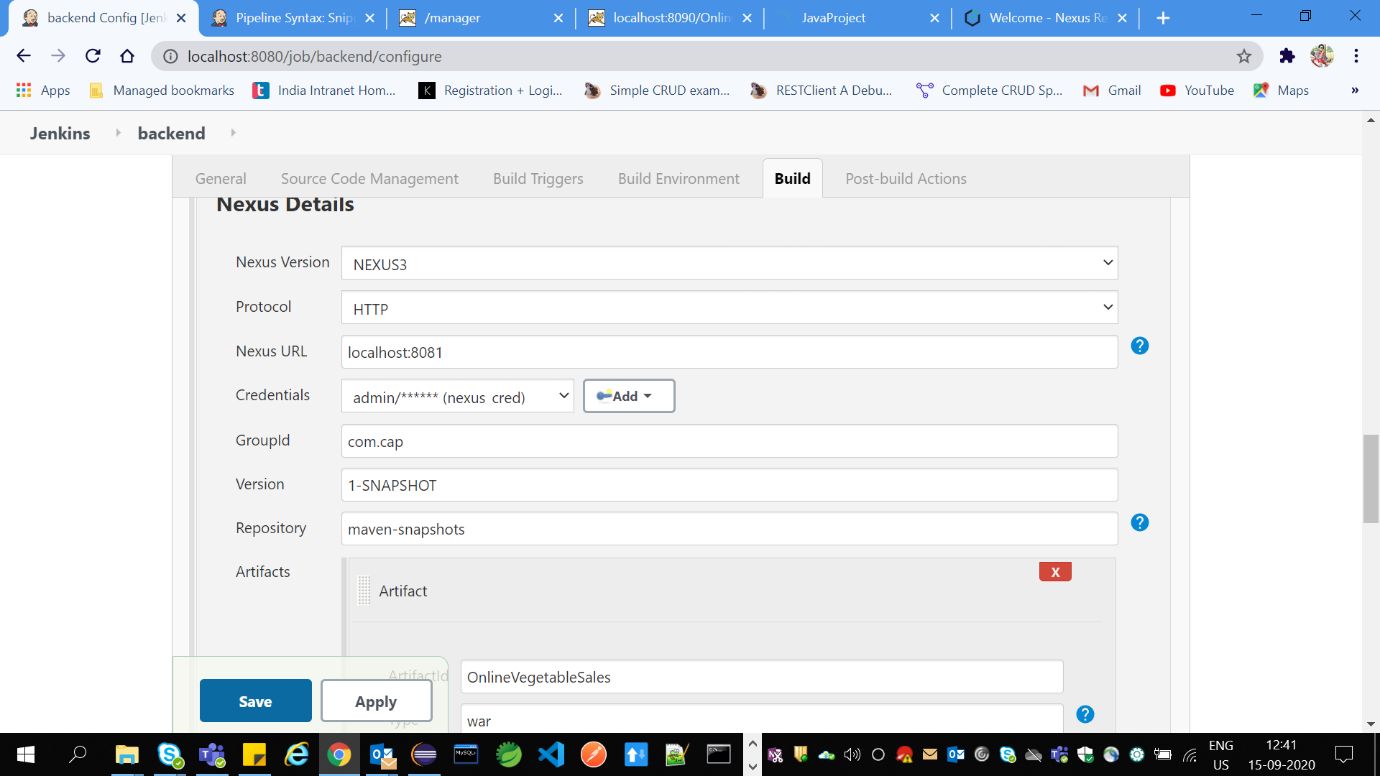 backend Config [Jenk
Pipeline Syntax: Snip
/manager
localhost:8090/Onlin
JavaProject
Welcome - Nexus Re
localhost:8080/job/backend/configure
Apps
Managed bookmarks
India Intranet Hom...
Registration + Logi...
Simple CRUD exam...
RESTClient A Debu...
Complete CRUD Sp...
Gmail
YouTube
Maps
»
Jenkins
backend
General
Source Code Management
Build Triggers
Build Environment
Build
Post-build Actions
Nexus Details
Nexus Version
NEXUS3
Protocol
HTTP
Nexus URL
localhost:8081
?
Credentials
admin/****** (nexus cred)
Add
GroupId
com.cap
Version
1-SNAPSHOT
Repository
maven-snapshots
?
Artifacts
X
Artifact
ArtifactId
OnlineVegetableSales
Save
Apply
Type
war
?
MySQL
ENG
US
12:41
15-09-2020